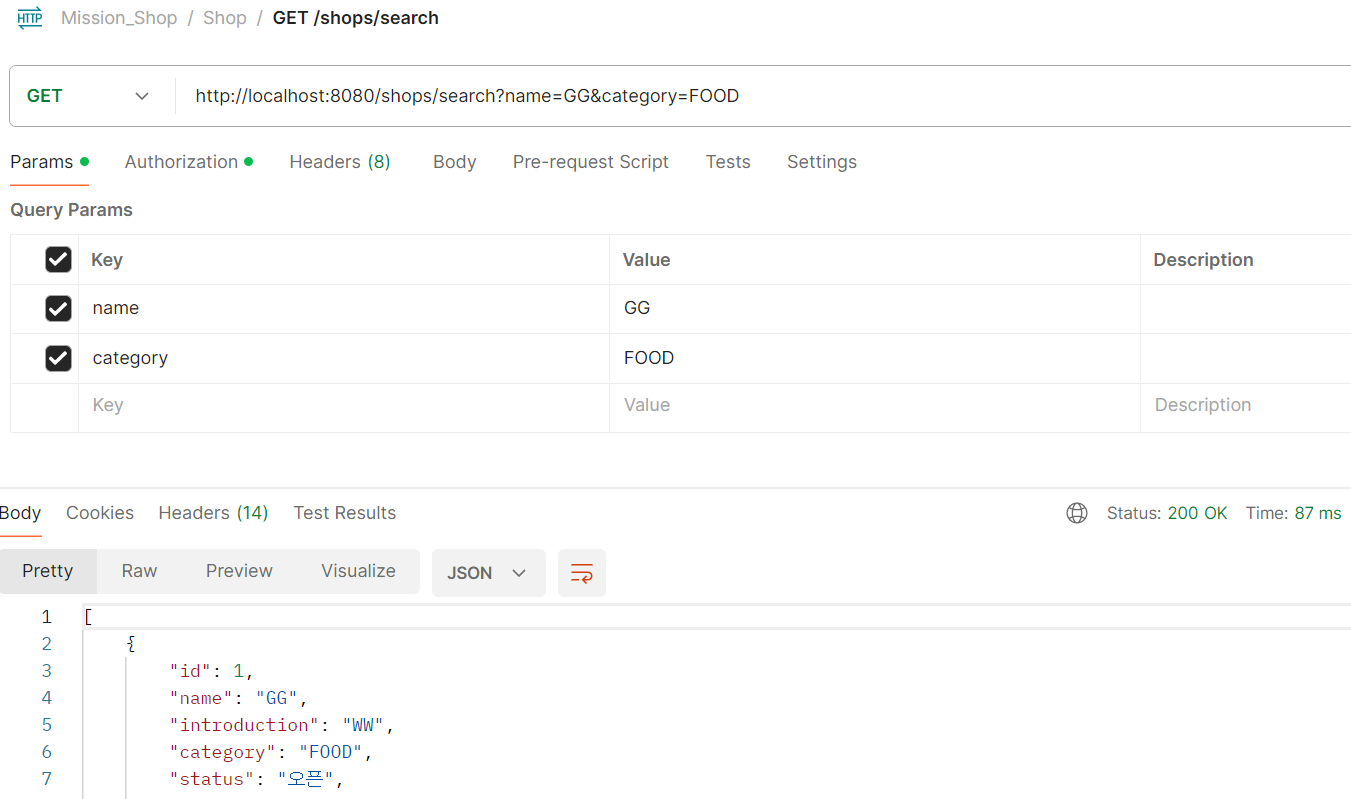 HTTP Mission_Shop / Shop / GET /shops/search
GET http://localhost:8080/shops/search?name=GG&category=FOOD
Params Authorization Headers (8) Body Pre-request Script Tests Settings
Query Params
Key Value Description
name GG
category FOOD
Key Value Description
Body Cookies Headers (14) Test Results Status: 200 OK Time: 87 ms
Pretty Raw Preview Visualize JSON
1 [
2 {
3 "id": 1,
4 "name": "GG",
5 "introduction": "WW",
6 "category": "FOOD",
7 "status": "오픈",